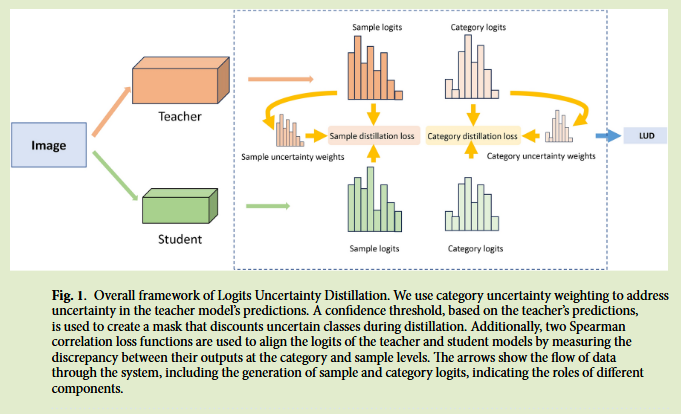 Sample logits
Category logits
Teacher
Image
Sample distillation loss
Category distillation loss
LUD
Sample uncertainty weights
Category uncertainty weights
Student
Sample logits
Category logits
Fig. 1. Overall framework of Logits Uncertainty Distillation. We use category uncertainty weighting to address
uncertainty in the teacher model's predictions. A confidence threshold, based on the teacher's predictions,
is used to create a mask that discounts uncertain classes during distillation. Additionally, two Spearman
correlation loss functions are used to align the logits of the teacher and student models by measuring the
discrepancy between their outputs at the category and sample levels. The arrows show the flow of data
through the system, including the generation of sample and category logits, indicating the roles of different
components.